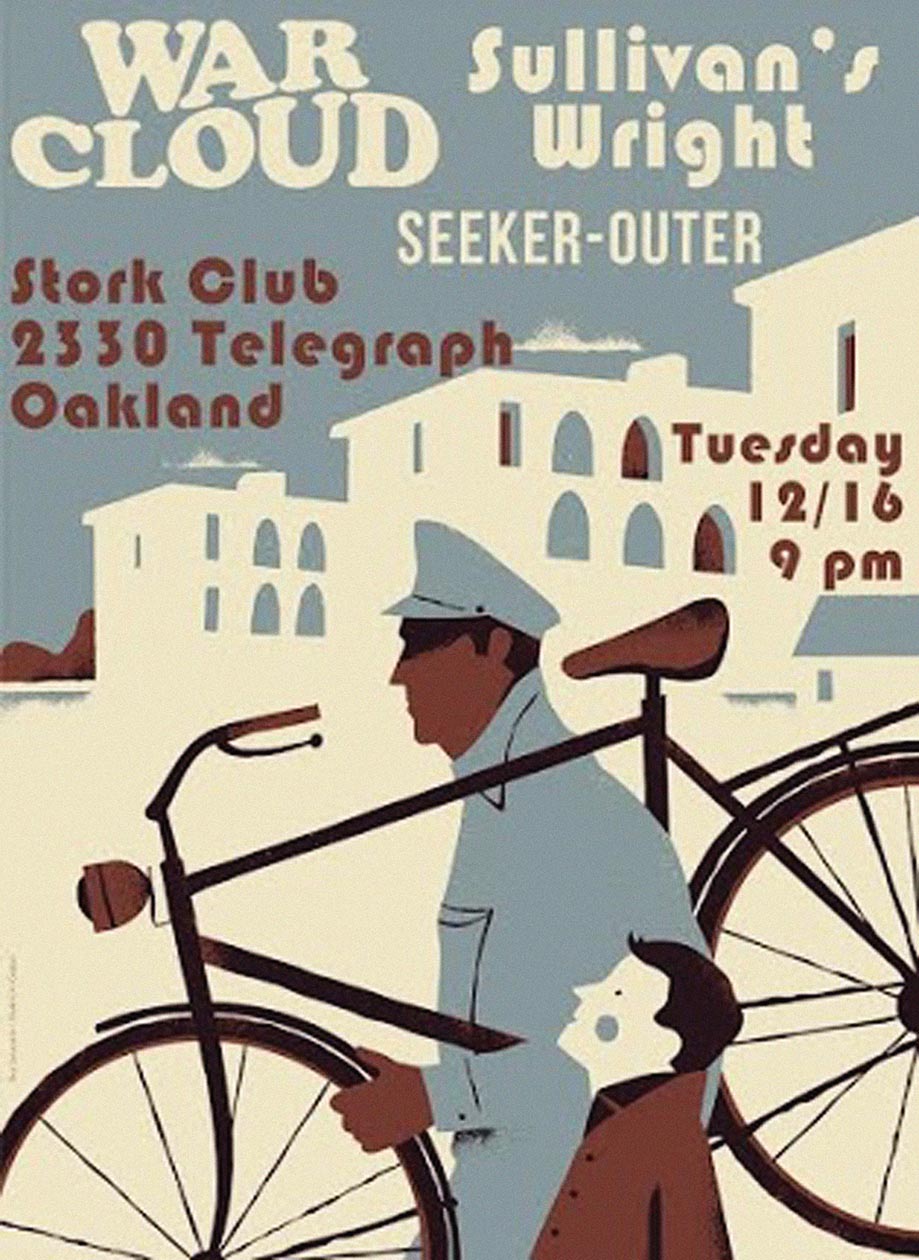 WAR
CLOUD
Sullivan's
Wright
SEEKER-OUTER
Stork Club
2330 Telegraph
Oakland
Tuesday
12/16
9 pm